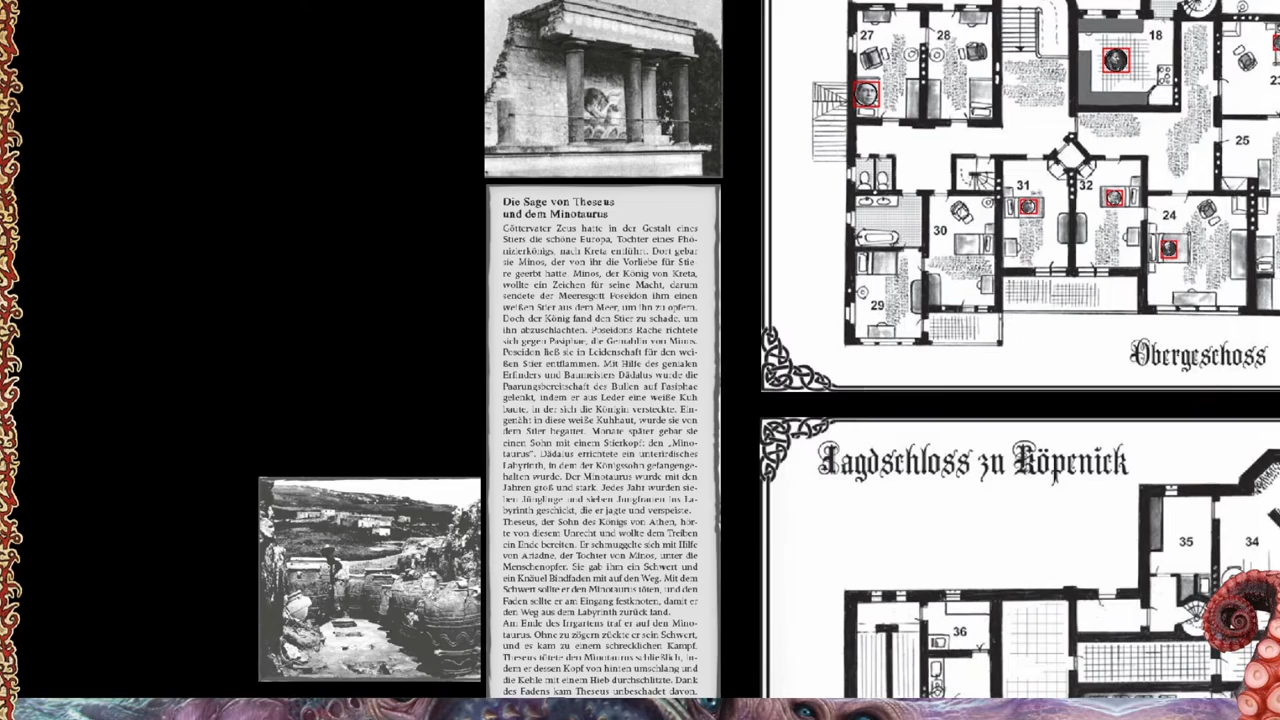 Die Sage von Theseus
und dem Minotaurus
Göttervater Zeus hatte in der Gestalt eines
Stiers die schöne Europa, Tochter eines Phö-
nizierkönigs, nach Kreta entführt. Dort gebar
sie Minos, der von ihr die Vorliebe für Stie-
re geerbt hatte. Minos, der König von Kreta,
wollte ein Zeichen für seine Macht, darum
sendete der Meeresgott Poseidon ihm einen
weißen Stier aus dem Meer, um ihn zu opfern.
Doch der König fand den Stier zu schade, um
ihn abzuschlachten. Poseidons Rache richtete
sich gegen Pasiphae, die Gemahlin von Minos.
Poseidon ließ sie in Leidenschaft für den wei-
ßen Stier entflammen. Mit Hilfe des genialen
Erfinders und Baumeisters Dädalus wurde die
Paarungsbereitschaft des Bullen auf Pasiphae
gelenkt, indem er aus Leder eine weiße Kuh
baute, in der sich die Königin versteckte. Ein-
genäht in diese weiße Kuhhaut, wurde sie von
dem Stier begattet. Monate später gebar sie
einen Sohn mit einem Stierkopf: den „Mino-
taurus“. Dädalus errichtete ein unterirdisches
Labyrinth, in dem der Königssohn gefangenge-
halten wurde. Der Minotaurus wurde mit den
Jahren groß und stark. Jedes Jahr wurden sie-
ben Jünglinge und sieben Jungfrauen ins La-
byrinth geschickt, die er jagte und verspeiste.
Theseus, der Sohn des Königs von Athen, hör-
te von diesem Unrecht und wollte dem Treiben
ein Ende bereiten. Er schmuggelte sich mit Hilfe
von Ariadne, der Tochter von Minos, unter die
Menschenopfer. Sie gab ihm ein Schwert und
ein Knäuel Bindfaden mit auf den Weg. Mit dem
Schwert sollte er den Minotaurus töten, und den
Faden sollte er am Eingang festknoten, damit er
den Weg aus dem Labyrinth zurück fand.
Am Ende des Irrgartens traf er auf den Mino-
taurus. Ohne zu zögern zückte er sein Schwert,
und es kam zu einem schrecklichen Kampf.
Theseus tötete den Minotaurus schließlich, in-
dem er dessen Kopf von hinten umschlang und
die Kehle mit einem Hieb durchschlitzte. Dank
des Fadens kam Theseus unbeschadet davon.
27
28
18
25
31
32
24
30
29
Obergeschoss
Jagdschloss zu Köpenick
35
34
36